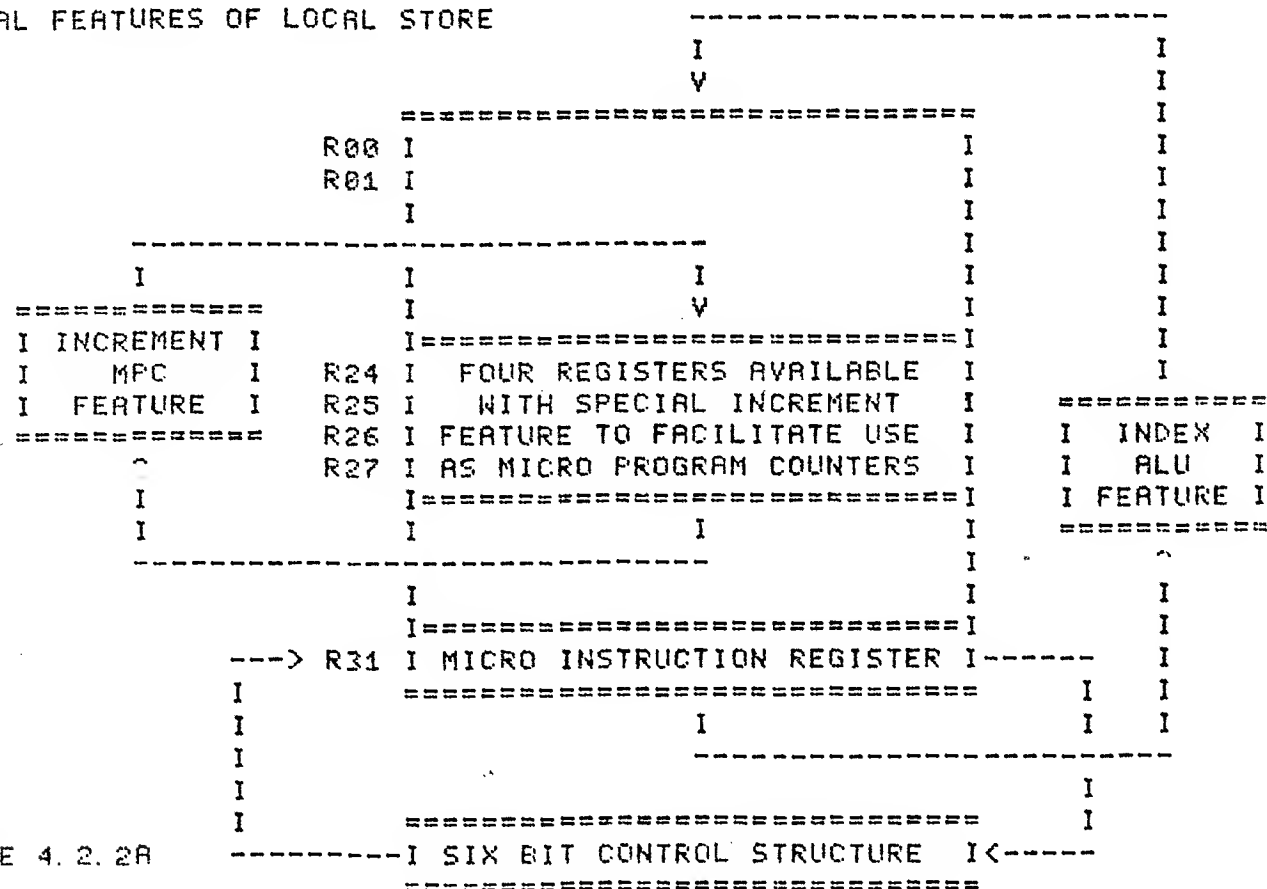 AL FEATURES OF LOCAL STORE
R00
R01
INCREMENT
MPC
FEATURE
R24 FOUR REGISTERS AVAILABLE
R25 WITH SPECIAL INCREMENT
R26 FEATURE TO FACILITATE USE
R27 AS MICRO PROGRAM COUNTERS
INDEX
ALU
FEATURE
R31 MICRO INSTRUCTION REGISTER
SIX BIT CONTROL STRUCTURE
E 4.2.2A